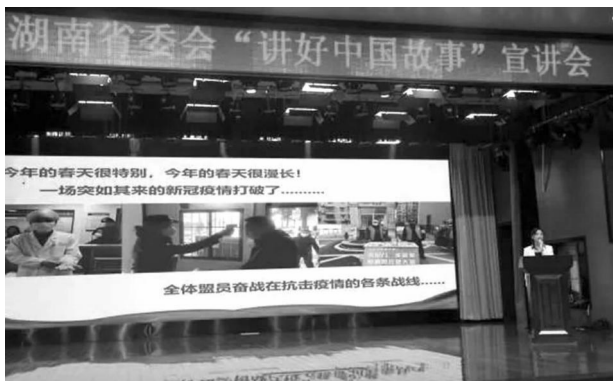 湖南省委会“讲好中国故事”宣讲会
今年的春天很特别，今年的春天很漫长！
一场突如其来的新冠疫情打破了..........
全体盟员奋战在抗击疫情的各条战线......